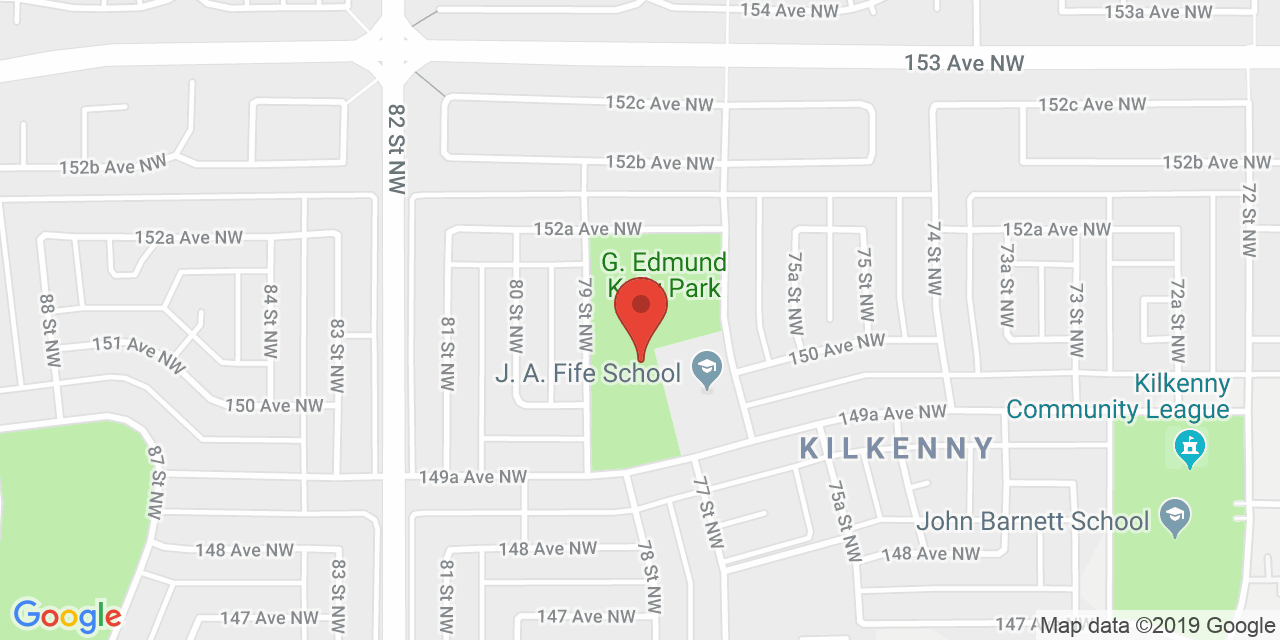 154 Ave NW
153a Ave NW
153 Ave NW
152c Ave NW
152c Ave NW
82 St NW
152b Ave NW
152b Ave NW
152b Ave NW
72 St NW
152a Ave NW
152a Ave NW
152a Ave NW
74 St NW
G. Edmund
Park
75a St NW
75 St NW
73a St NW
73 St NW
72a St NW
88 St NW
84 St NW
83 St NW
81 St NW
80 St NW
79 St NW
151 Ave NW
150 Ave NW
J. A. Fife School
150 Ave NW
Kilkenny
Community League
149a Ave NW
KILKENNY
87 St NW
149a Ave NW
77 St NW
75a St NW
John Barnett School
148 Ave NW
148 Ave NW
148 Ave NW
83 St NW
81 St NW
78 St NW
147 Ave NW
147 Ave NW
147 Ave NW
Google
Map data ©2019 Google